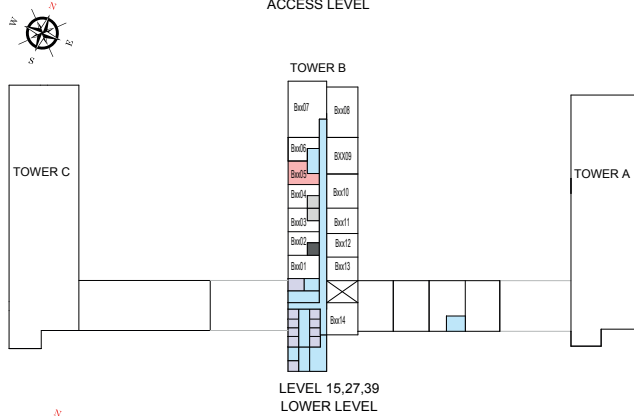 ACCESS LEVEL
N
W
E
S
TOWER B
Bxx07
Bxx08
Bxx06
BXX09
Bxx05
TOWER C
TOWER A
Bxx04
Bxx10
Bxx03
Bxx11
Bxx02
Bxx12
Bxx01
Bxx13
Bxx14
LEVEL 15,27,39
LOWER LEVEL
N